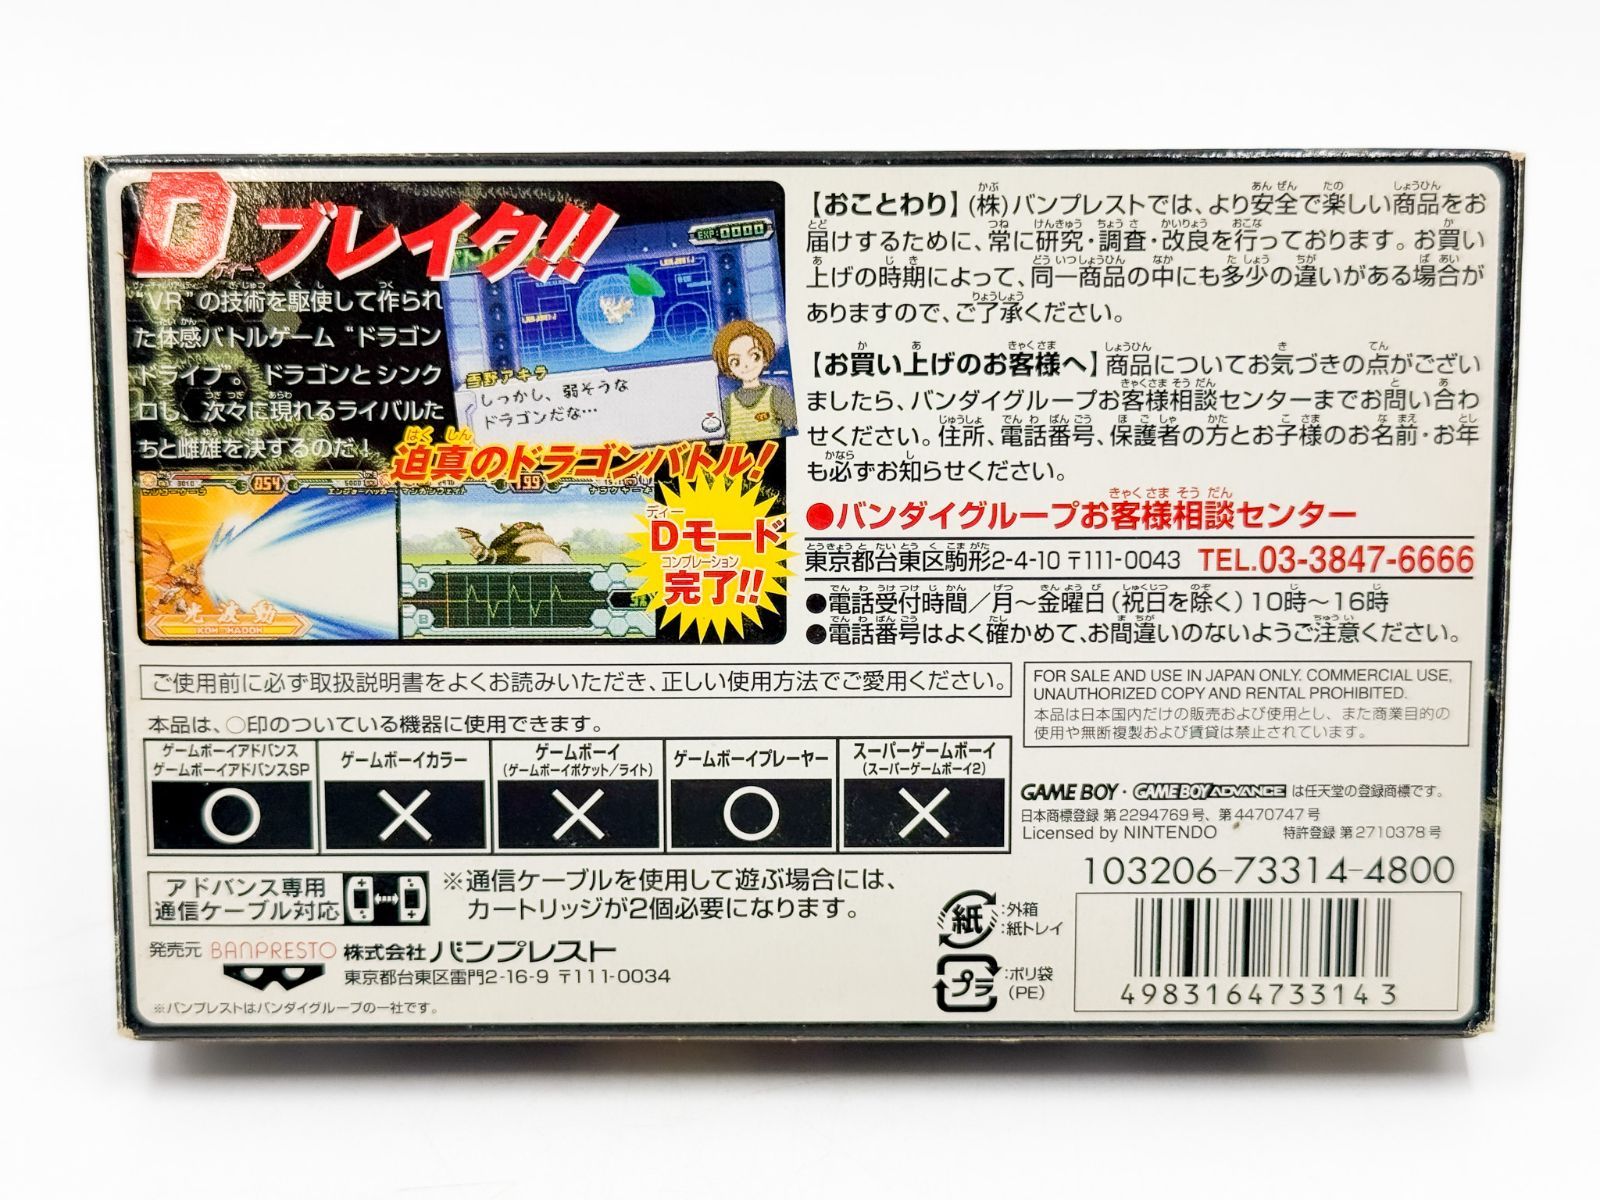 D ブレイク!!
"VR"の技術を駆使して作られ
た体感バトルゲーム "ドラゴン
ドライブ"。 ドラゴンとシンク
ロし、次々に現れるライバルた
ちと雌雄を決するのだ！
EXP:0000
雪野アキラ
しっかし、弱そうな
ドラゴンだな…
迫真のドラゴンバトル！
054
199
光波動
KOH HADOH
A
B
Dモード
完了!!
【おことわり】(株)バンプレストでは、より安全で楽しい商品をお
届けするために、常に研究・調査・改良を行っております。お買い
上げの時期によって、同一商品の中にも多少の違いがある場合が
ありますので、ご了承ください。
【お買い上げのお客様へ】商品についてお気づきの点がござい
ましたら、バンダイグループお客様相談センターまでお問い合わ
せください。住所、電話番号、保護者の方とお子様のお名前・お年
も必ずお知らせください。
●バンダイグループお客様相談センター
東京都台東区駒形2-4-10 〒111-0043 TEL.03-3847-6666
●電話受付時間／月〜金曜日(祝日を除く)10時〜16時
●電話番号はよく確かめて、お間違いのないようご注意ください。
ご使用前に必ず取扱説明書をよくお読みいただき、正しい使用方法でご愛用ください。
本品は、○印のついている機器に使用できます。
ゲームボーイアドバンス
ゲームボーイアドバンスSP
○
ゲームボーイカラー
×
ゲームボーイ
(ゲームボーイポケット／ライト)
×
ゲームボーイプレーヤー
○
スーパーゲームボーイ
(スーパーゲームボーイ2)
×
アドバンス専用
通信ケーブル対応
※通信ケーブルを使用して遊ぶ場合には、
カートリッジが2個必要になります。
発売元 BANPRESTO 株式会社 バンプレスト
東京都台東区雷門2-16-9 〒111-0034
※バンプレストはバンダイグループの一社です。
FOR SALE AND USE IN JAPAN ONLY. COMMERCIAL USE,
UNAUTHORIZED COPY AND RENTAL PROHIBITED.
本品は日本国内だけの販売および使用とし、また商業目的の
使用や無断複製および賃貸は禁止されています。
GAME BOY・GAME BOY ADVANCE は任天堂の登録商標です。
日本商標登録 第2294769号、第4470747号
Licensed by NINTENDO 特許登録 第2710378号
103206-73314-4800
紙 :外箱
:紙トレイ
プラ :ポリ袋
(PE)
4983164733143